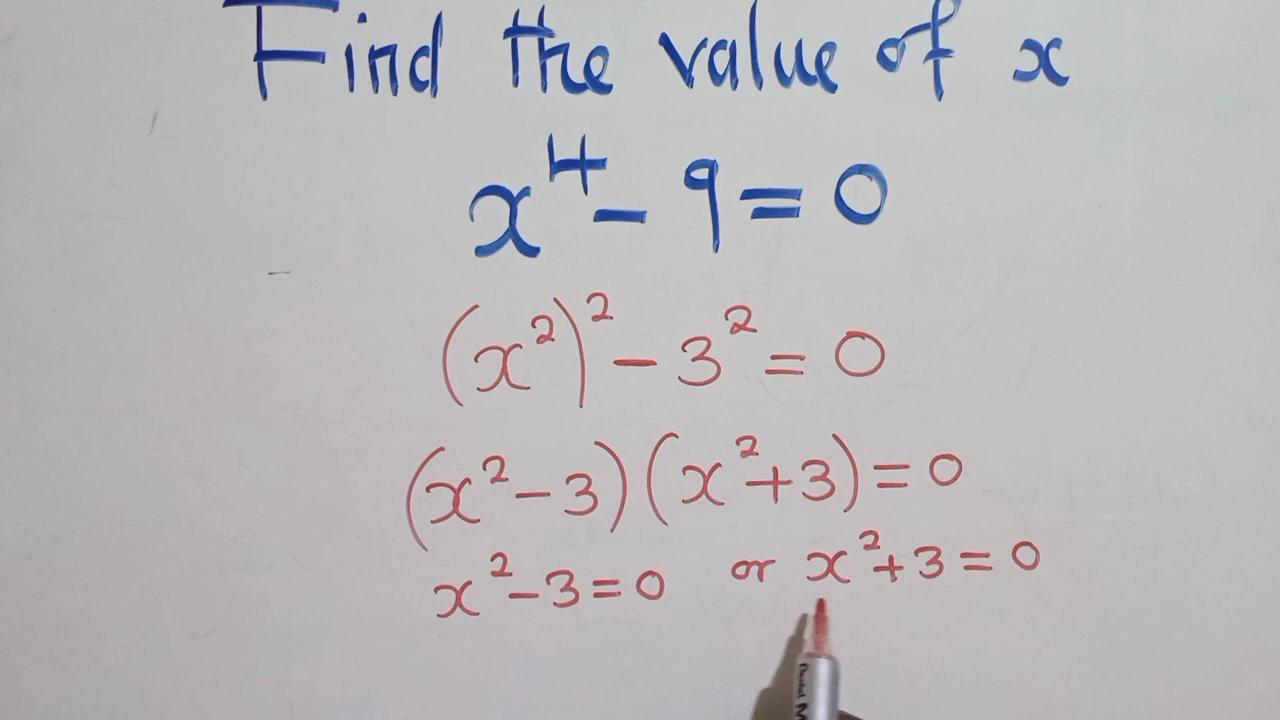 Find the value of x
x⁴ - 9 = 0
(x²)² - 3² = 0
(x² - 3)(x² + 3) = 0
x² - 3 = 0 or x² + 3 = 0